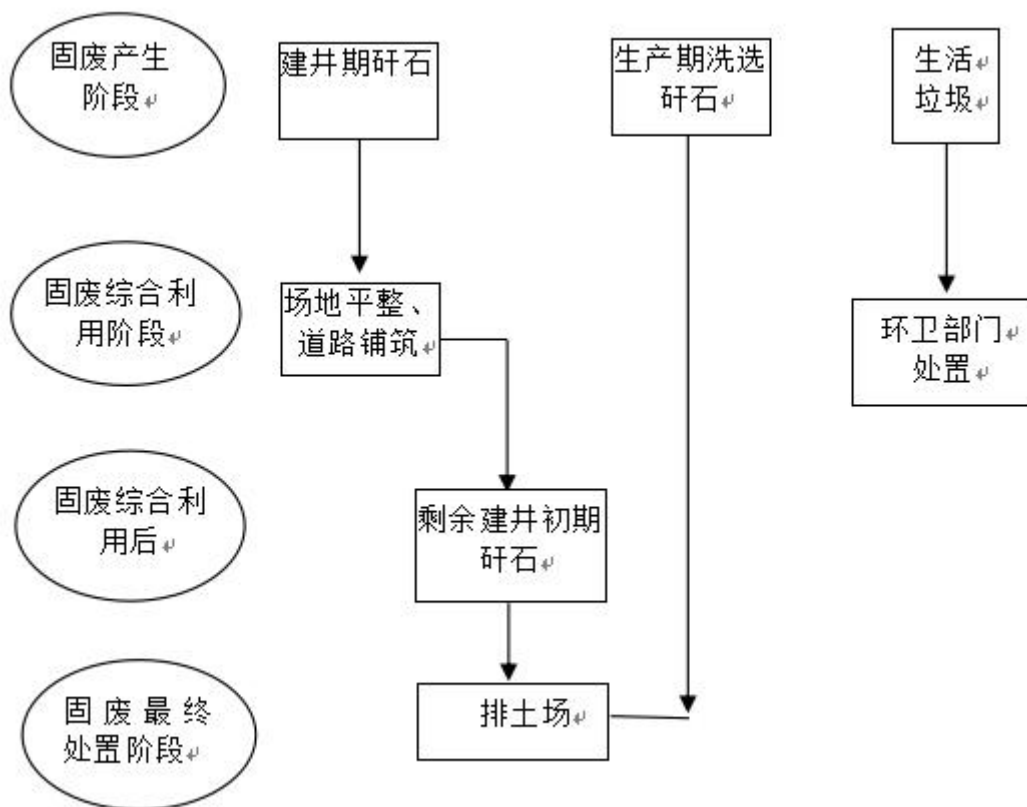 固废产生
阶段
建井期矸石
生产期洗选
矸石
生活
垃圾
固废综合利
用阶段
场地平整、
道路铺筑
环卫部门
处置
固废综合利
用后
剩余建井初期
矸石
固废最终
处置阶段
排土场